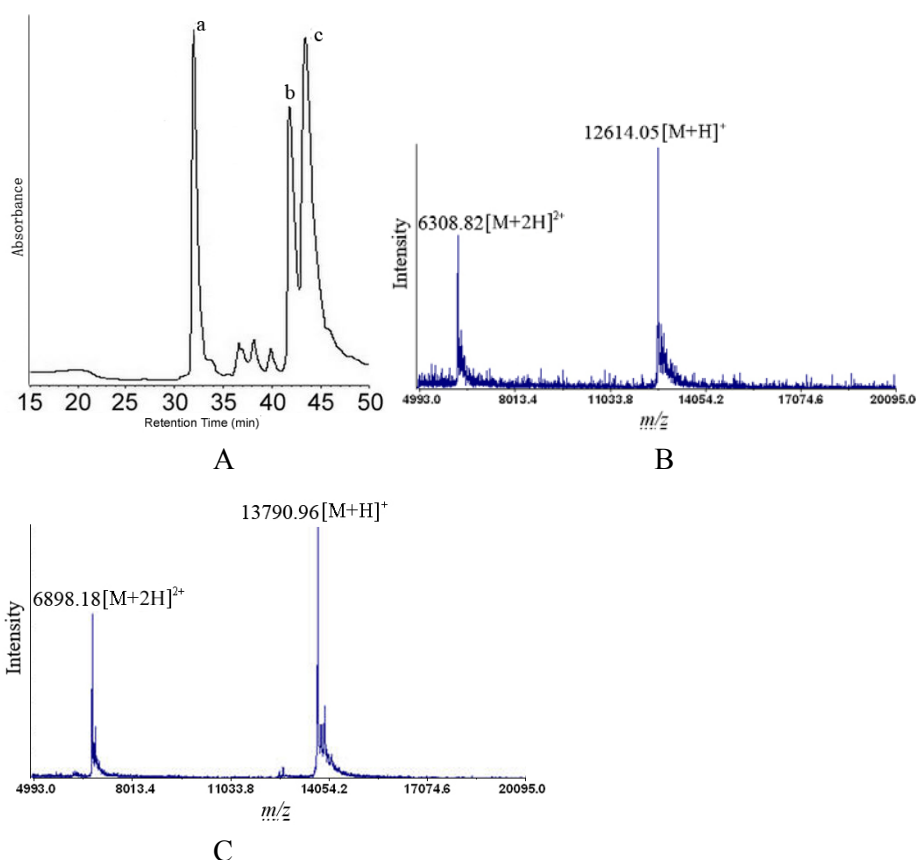 a
c
b
Absorbance
15 20 25 30 35 40 45 50
Retention Time (min)
A
12614.05[M+H]⁺
6308.82[M+2H]²⁺
Intensity
4993.0 8013.4 11033.8 14054.2 17074.6 20095.0
m/z
B
13790.96[M+H]⁺
6898.18[M+2H]²⁺
Intensity
4993.0 8013.4 11033.8 14054.2 17074.6 20095.0
m/z
C